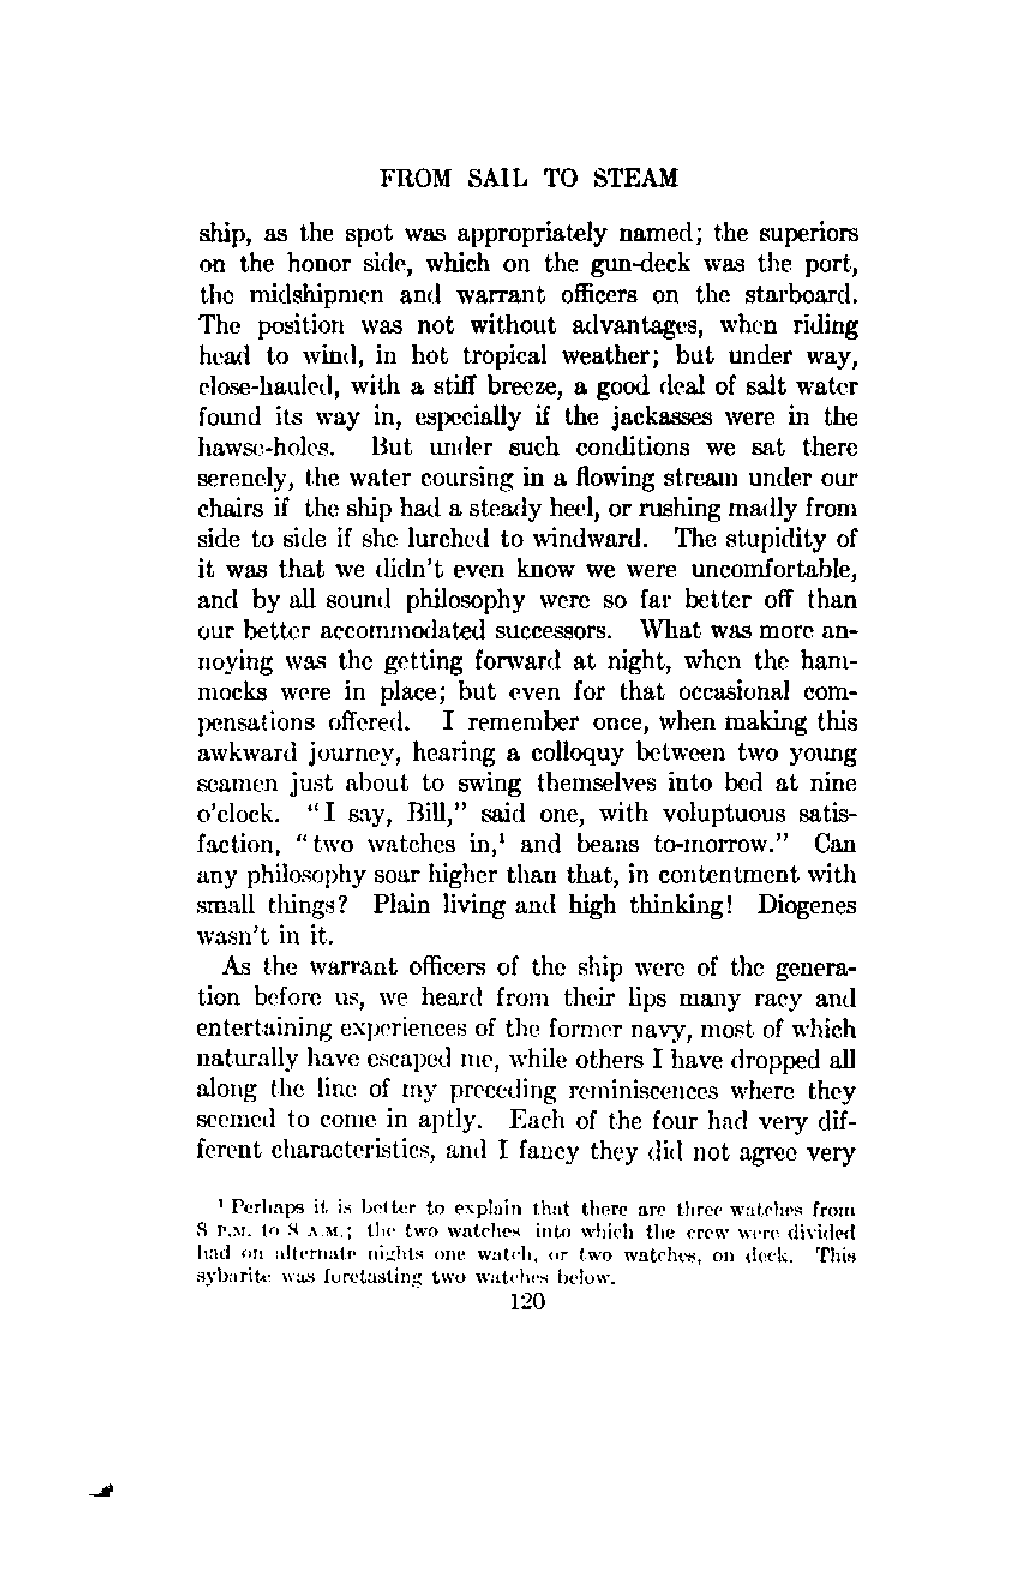 FROM SAIL TO STEAM
ship, as the spot was appropriately named; the superiors
on the honor side, which on the gun-deck was the port,
the midshipmen and warrant officers on the starboard.
The position was not without advantages, when riding
head to wind, in hot tropical weather; but under way,
close-hauled, with a stiff breeze, a good deal of salt water
found its way in, especially if the jackasses were in the
hawse-holes. But under such conditions we sat there
serenely, the water coursing in a flowing stream under our
chairs if the ship had a steady heel, or rushing madly from
side to side if she lurched to windward. The stupidity of
it was that we didn't even know we were uncomfortable,
and by all sound philosophy were so far better off than
our better accommodated successors. What was more an-
noying was the getting forward at night, when the ham-
mocks were in place; but even for that occasional com-
pensations offered. I remember once, when making this
awkward journey, hearing a colloquy between two young
seamen just about to swing themselves into bed at nine
o'clock. "I say, Bill," said one, with voluptuous satis-
faction, "two watches in,¹ and beans to-morrow." Can
any philosophy soar higher than that, in contentment with
small things? Plain living and high thinking! Diogenes
wasn't in it.
As the warrant officers of the ship were of the genera-
tion before us, we heard from their lips many racy and
entertaining experiences of the former navy, most of which
naturally have escaped me, while others I have dropped all
along the line of my preceding reminiscences where they
seemed to come in aptly. Each of the four had very dif-
ferent characteristics, and I fancy they did not agree very
¹ Perhaps it is better to explain that there are three watches from
8 P.M. to 8 A.M.; the two watches into which the crew were divided
had on alternate nights one watch, or two watches, on deck. This
sybarite was foretasting two watches below.
120